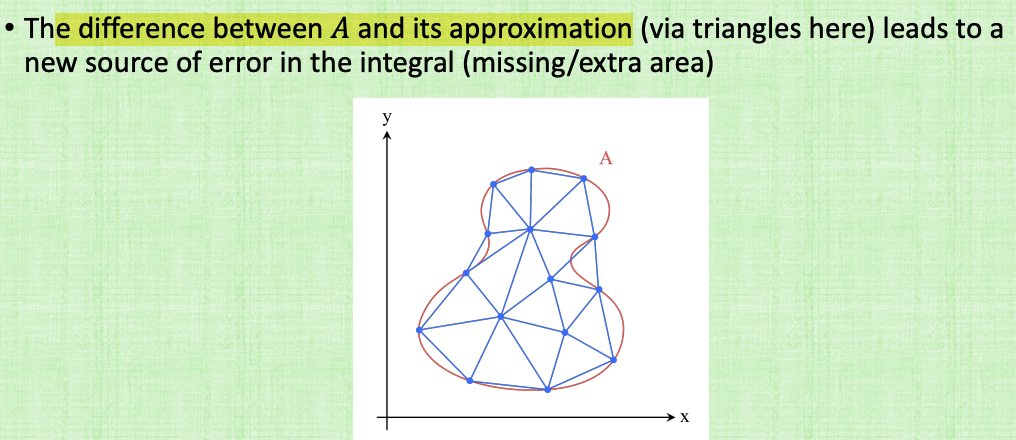 • The difference between A and its approximation (via triangles here) leads to a
new source of error in the integral (missing/extra area)
y
A
x